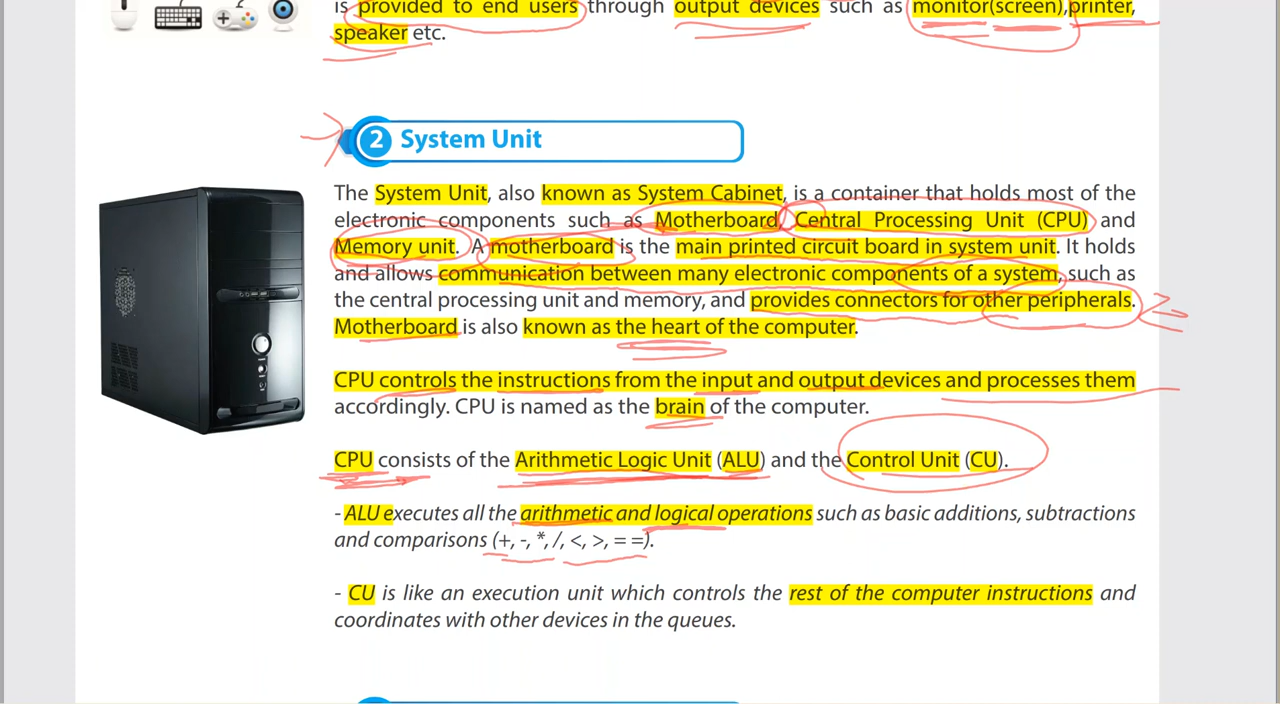 is provided to end users through output devices such as monitor(screen),printer,
speaker etc.
2 System Unit
The System Unit, also known as System Cabinet, is a container that holds most of the
electronic components such as Motherboard, Central Processing Unit (CPU) and
Memory unit. A motherboard is the main printed circuit board in system unit. It holds
and allows communication between many electronic components of a system, such as
the central processing unit and memory, and provides connectors for other peripherals.
Motherboard is also known as the heart of the computer.
CPU controls the instructions from the input and output devices and processes them
accordingly. CPU is named as the brain of the computer.
CPU consists of the Arithmetic Logic Unit (ALU) and the Control Unit (CU).
- ALU executes all the arithmetic and logical operations such as basic additions, subtractions
and comparisons (+, -, *, /, <, >, = =).
- CU is like an execution unit which controls the rest of the computer instructions and
coordinates with other devices in the queues.